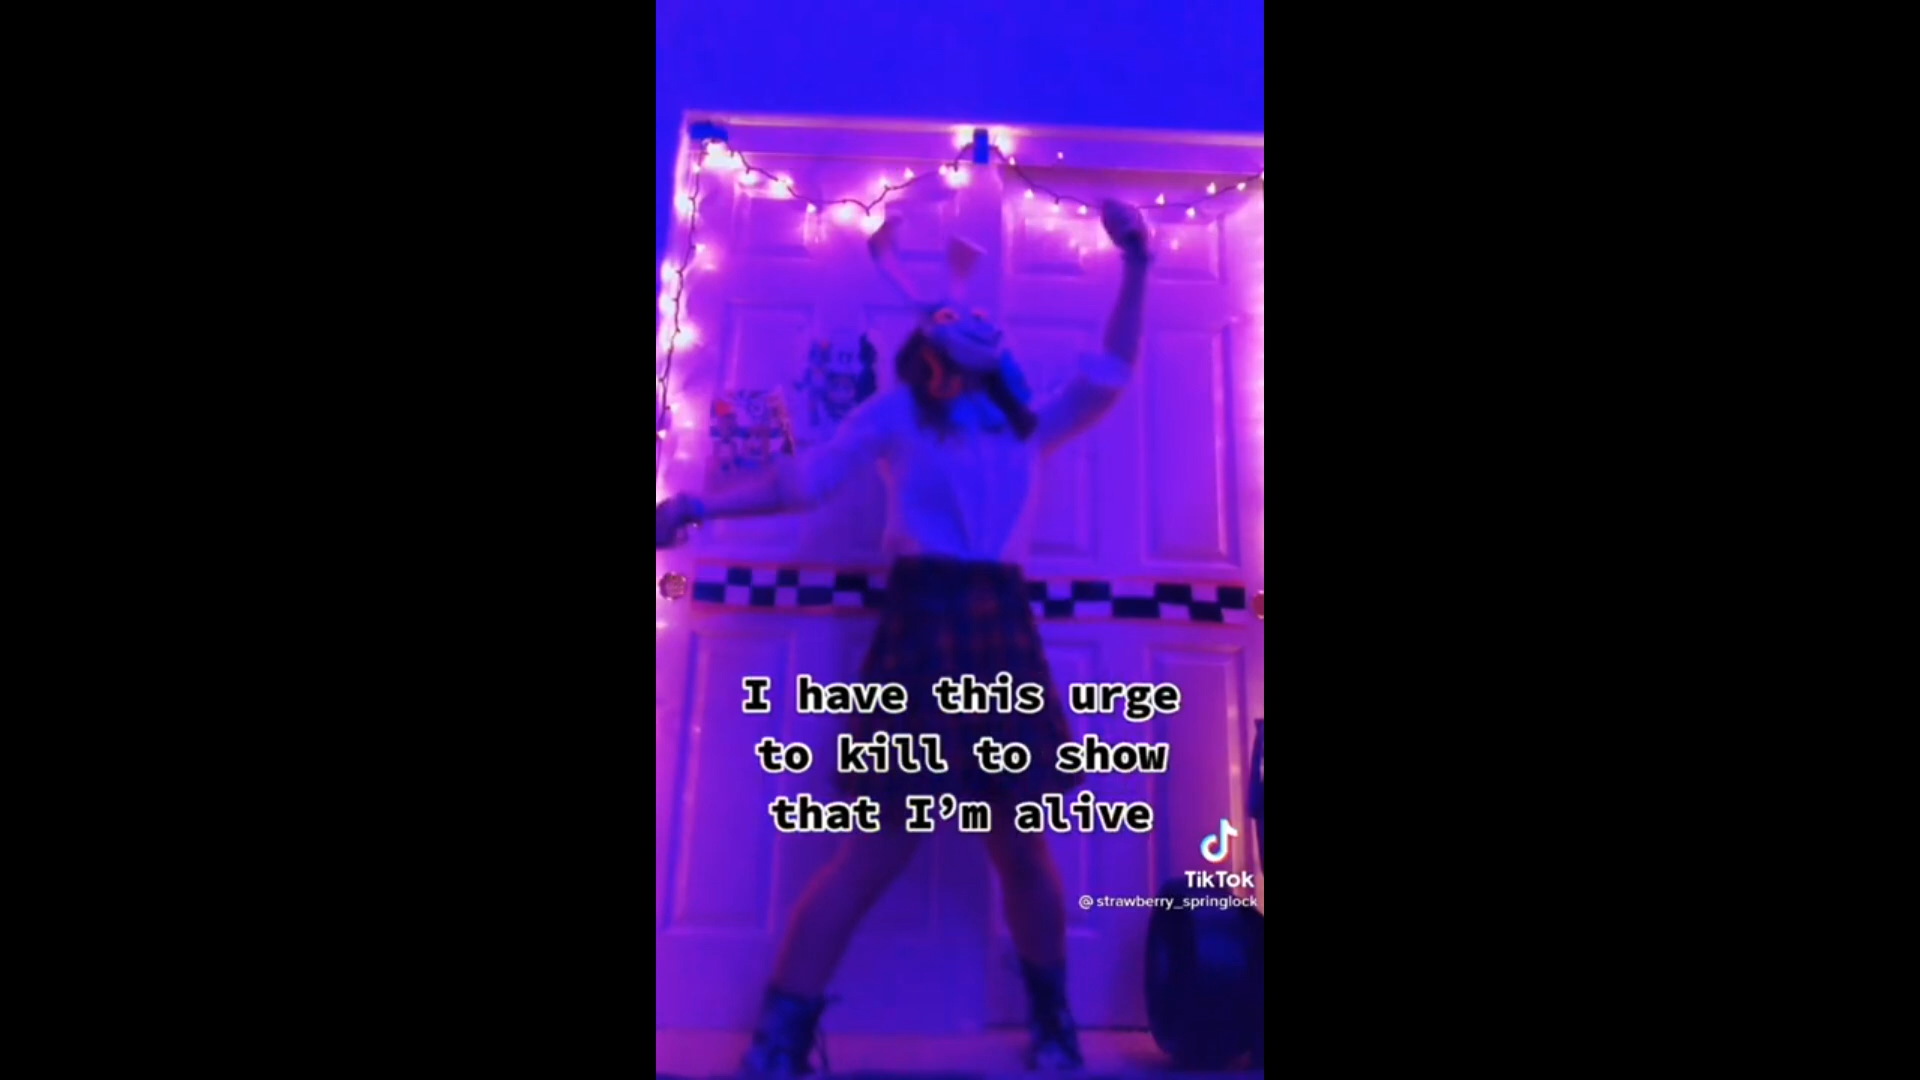 I have this urge
to kill to show
that I’m alive
TikTok
@strawberry_springlock